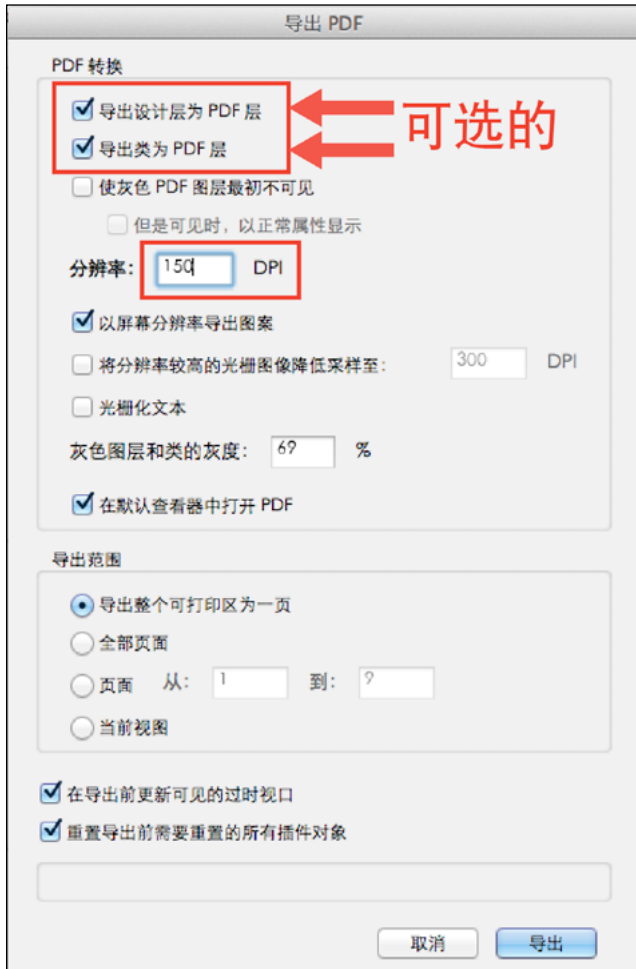 导出 PDF
PDF 转换
导出设计层为 PDF 层
可选的
导出类为 PDF 层
使灰色 PDF 图层最初不可见
但是可见时，以正常属性显示
分辨率： 150 DPI
以屏幕分辨率导出图案
将分辨率较高的光栅图像降低采样至： 300 DPI
光栅化文本
灰色图层和类的灰度： 69 %
在默认查看器中打开 PDF
导出范围
导出整个可打印区为一页
全部页面
页面 从： 1 到： 9
当前视图
在导出前更新可见的过时视口
重置导出前需要重置的所有插件对象
取消 导出